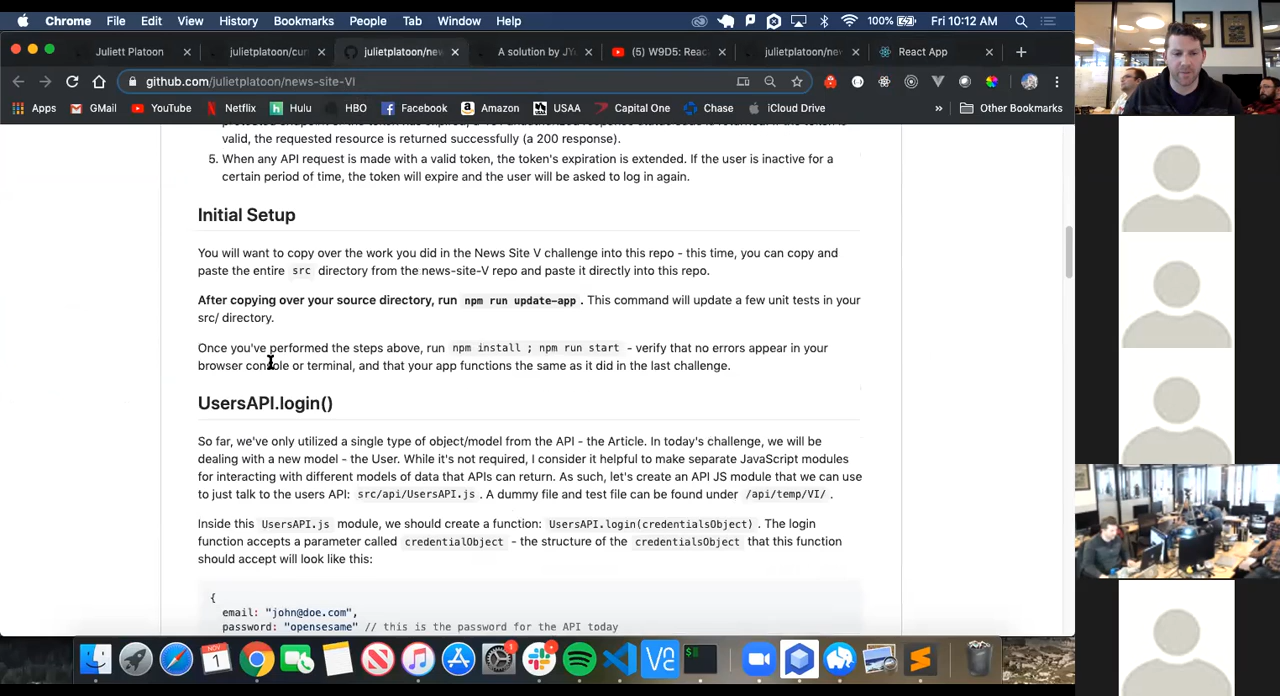 Chrome File Edit View History Bookmarks People Tab Window Help 100% Fri 10:12 AM
Juliett Platoon julietplatoon/cur julietplatoon/nev A solution by JY (5) W9D5: Rea julietplatoon/ne React App
github.com/julietplatoon/news-site-VI
Apps GMail YouTube Netflix Hulu HBO Facebook Amazon USAA Capital One Chase iCloud Drive » Other Bookmarks
valid, the requested resource is returned successfully (a 200 response).
5. When any API request is made with a valid token, the token's expiration is extended. If the user is inactive for a
certain period of time, the token will expire and the user will be asked to log in again.
Initial Setup
You will want to copy over the work you did in the News Site V challenge into this repo - this time, you can copy and
paste the entire src directory from the news-site-V repo and paste it directly into this repo.
After copying over your source directory, run npm run update-app . This command will update a few unit tests in your
src/ directory.
Once you've performed the steps above, run npm install ; npm run start - verify that no errors appear in your
browser console or terminal, and that your app functions the same as it did in the last challenge.
UsersAPI.login()
So far, we've only utilized a single type of object/model from the API - the Article. In today's challenge, we will be
dealing with a new model - the User. While it's not required, I consider it helpful to make separate JavaScript modules
for interacting with different models of data that APIs can return. As such, let's create an API JS module that we can use
to just talk to the users API: src/api/UsersAPI.js . A dummy file and test file can be found under /api/temp/VI/ .
Inside this UsersAPI.js module, we should create a function: UsersAPI.login(credentialsObject) . The login
function accepts a parameter called credentialObject - the structure of the credentialsObject that this function
should accept will look like this:
{
email: "john@doe.com",
password: "opensesame" // this is the password for the API today
NOV
1